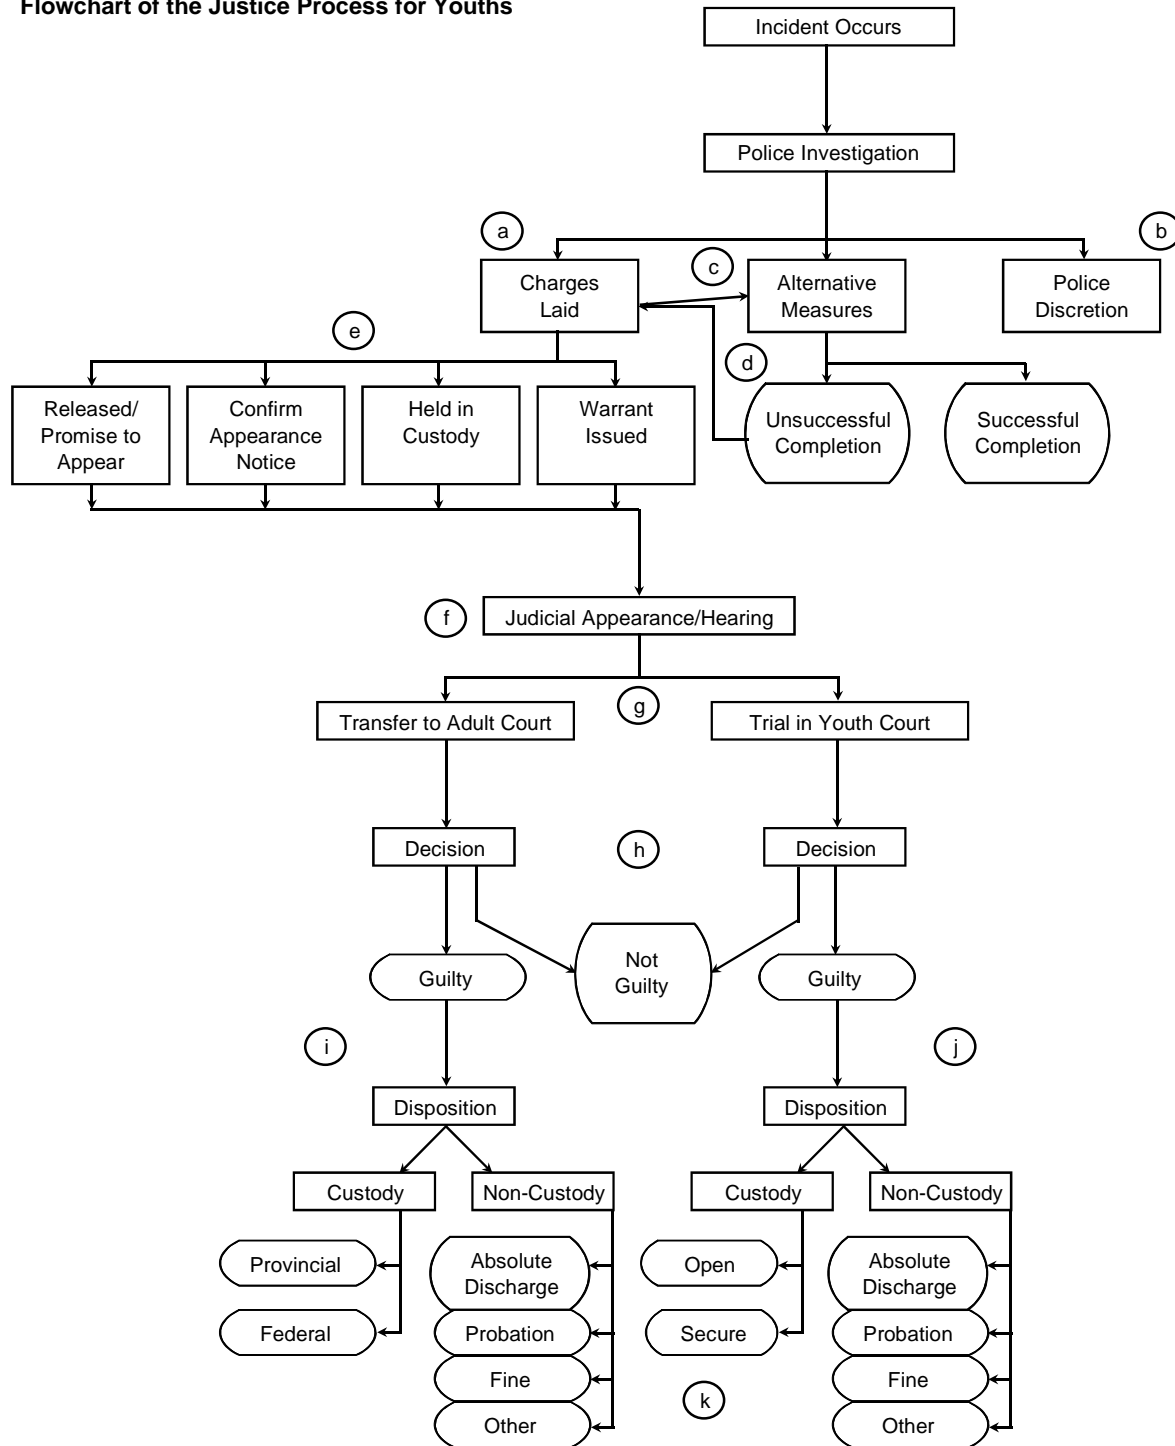 Flowchart of the Justice Process for Youths
Incident Occurs
Police Investigation
a
b
c
Charges
Laid
Alternative
Measures
Police
Discretion
e
d
Released/
Promise to
Appear
Confirm
Appearance
Notice
Held in
Custody
Warrant
Issued
Unsuccessful
Completion
Successful
Completion
f
Judicial Appearance/Hearing
g
Transfer to Adult Court
Trial in Youth Court
Decision
h
Decision
Guilty
Not
Guilty
Guilty
i
j
Disposition
Disposition
Custody
Non-Custody
Custody
Non-Custody
Provincial
Federal
Absolute
Discharge
Probation
Fine
Other
Open
Secure
k
Absolute
Discharge
Probation
Fine
Other